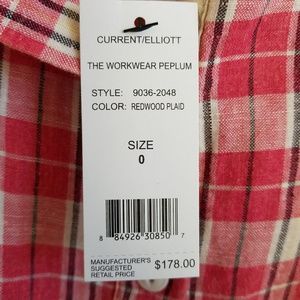 CURRENT/ELLIOTT
THE WORKWEAR PEPLUM
STYLE: 9036-2048
COLOR: REDWOOD PLAID
SIZE
0
8 84926 30850 7
MANUFACTURER'S
SUGGESTED
RETAIL PRICE
$178.00